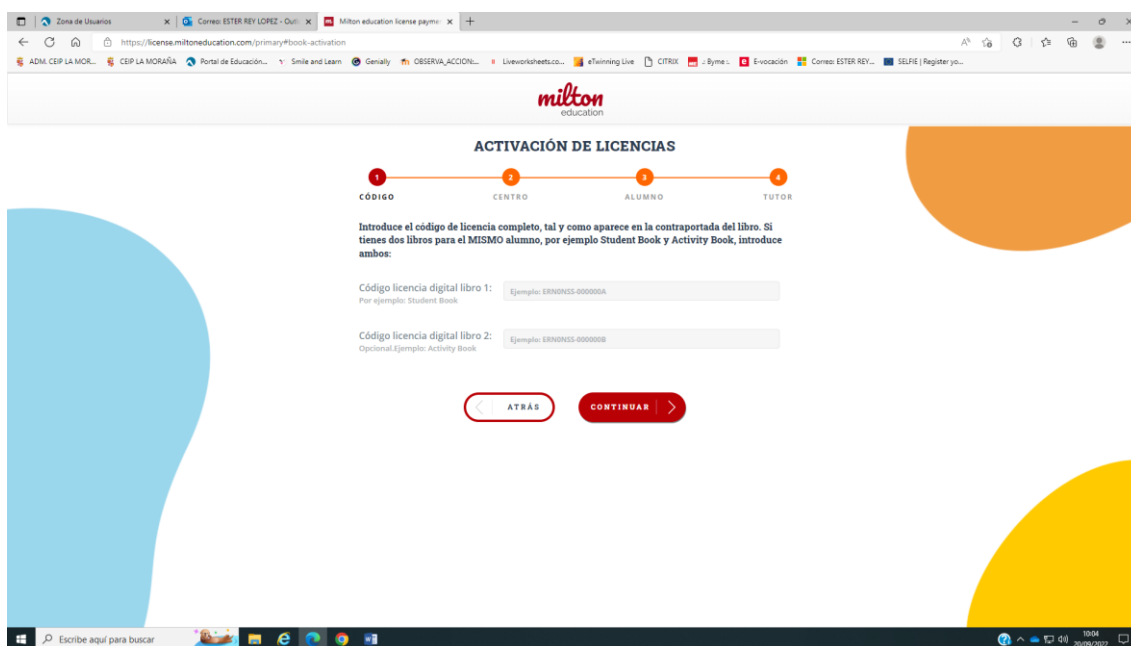 Zona de Usuarios
Correo: ESTER REY LOPEZ - Outl
Milton education license payme
https://license.miltoneducation.com/primary#book-activation
ADM. CEIP LA MOR...
CEIP LA MORAÑA
Portal de Educación...
Smile and Learn
Genially
OBSERVA_ACCION:...
Liveworksheets.co...
eTwinning Live
CITRIX
.: Byme :.
E-vocación
Correo: ESTER REY...
SELFIE | Register yo...
milton
education
ACTIVACIÓN DE LICENCIAS
1
2
3
4
CÓDIGO
CENTRO
ALUMNO
TUTOR
Introduce el código de licencia completo, tal y como aparece en la contraportada del libro. Si
tienes dos libros para el MISMO alumno, por ejemplo Student Book y Activity Book, introduce
ambos:
Código licencia digital libro 1:
Por ejemplo: Student Book
Ejemplo: ERN0NSS-000000A
Código licencia digital libro 2:
Opcional.Ejemplo: Activity Book
Ejemplo: ERN0NSS-000000B
ATRÁS
CONTINUAR
Escribe aquí para buscar
10:04
20/09/2022